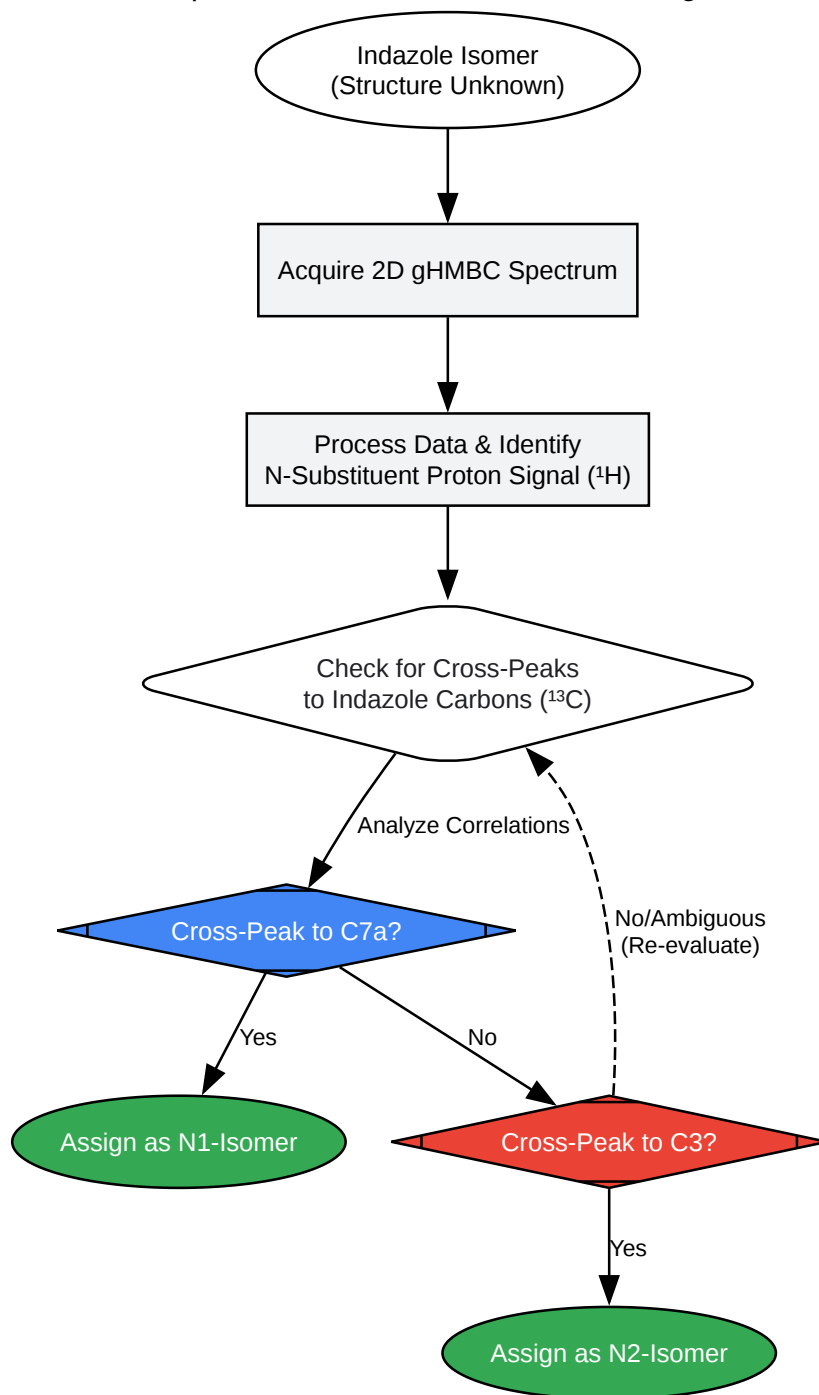 Indazole Isomer
(Structure Unknown)
Acquire 2D gHMBC Spectrum
Process Data & Identify
N-Substituent Proton Signal (¹H)
Check for Cross-Peaks
to Indazole Carbons (¹³C)
Analyze Correlations
No/Ambiguous
(Re-evaluate)
Cross-Peak to C7a?
Yes
No
Assign as N1-Isomer
Cross-Peak to C3?
Yes
Assign as N2-Isomer